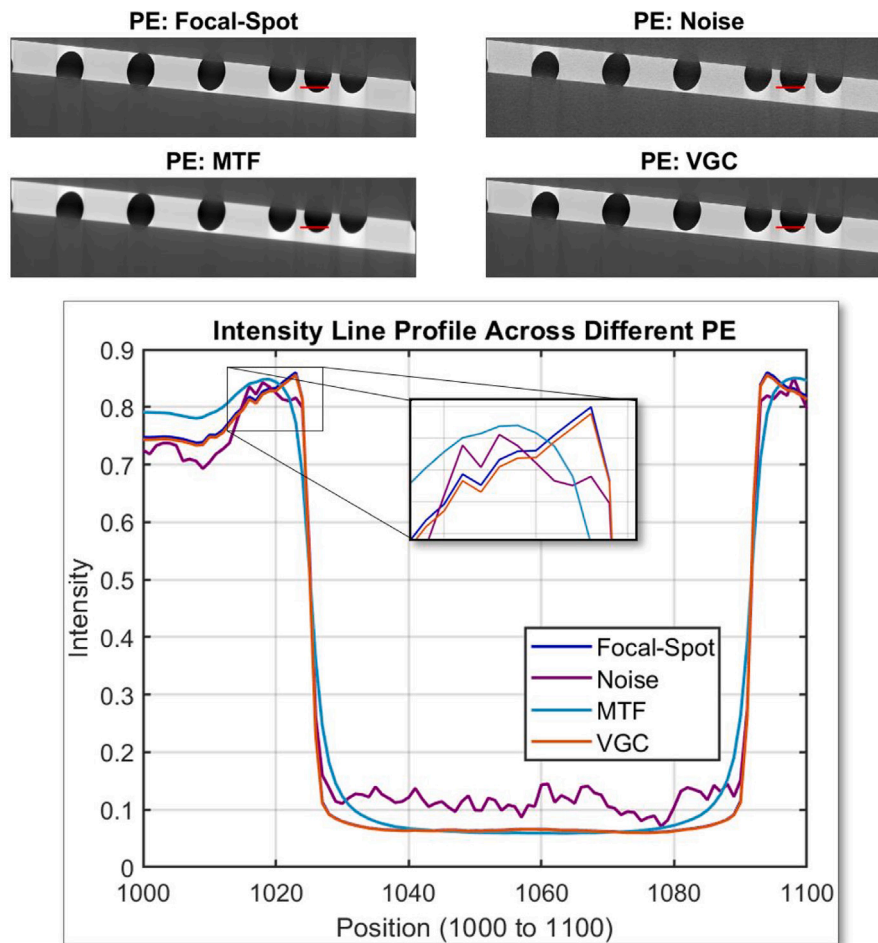 PE: Focal-Spot
PE: Noise
PE: MTF
PE: VGC
Intensity Line Profile Across Different PE
0.9
0.8
0.7
0.6
0.5
0.4
0.3
0.2
0.1
0
Intensity
Focal-Spot
Noise
MTF
VGC
1000
1020
1040
1060
1080
1100
Position (1000 to 1100)